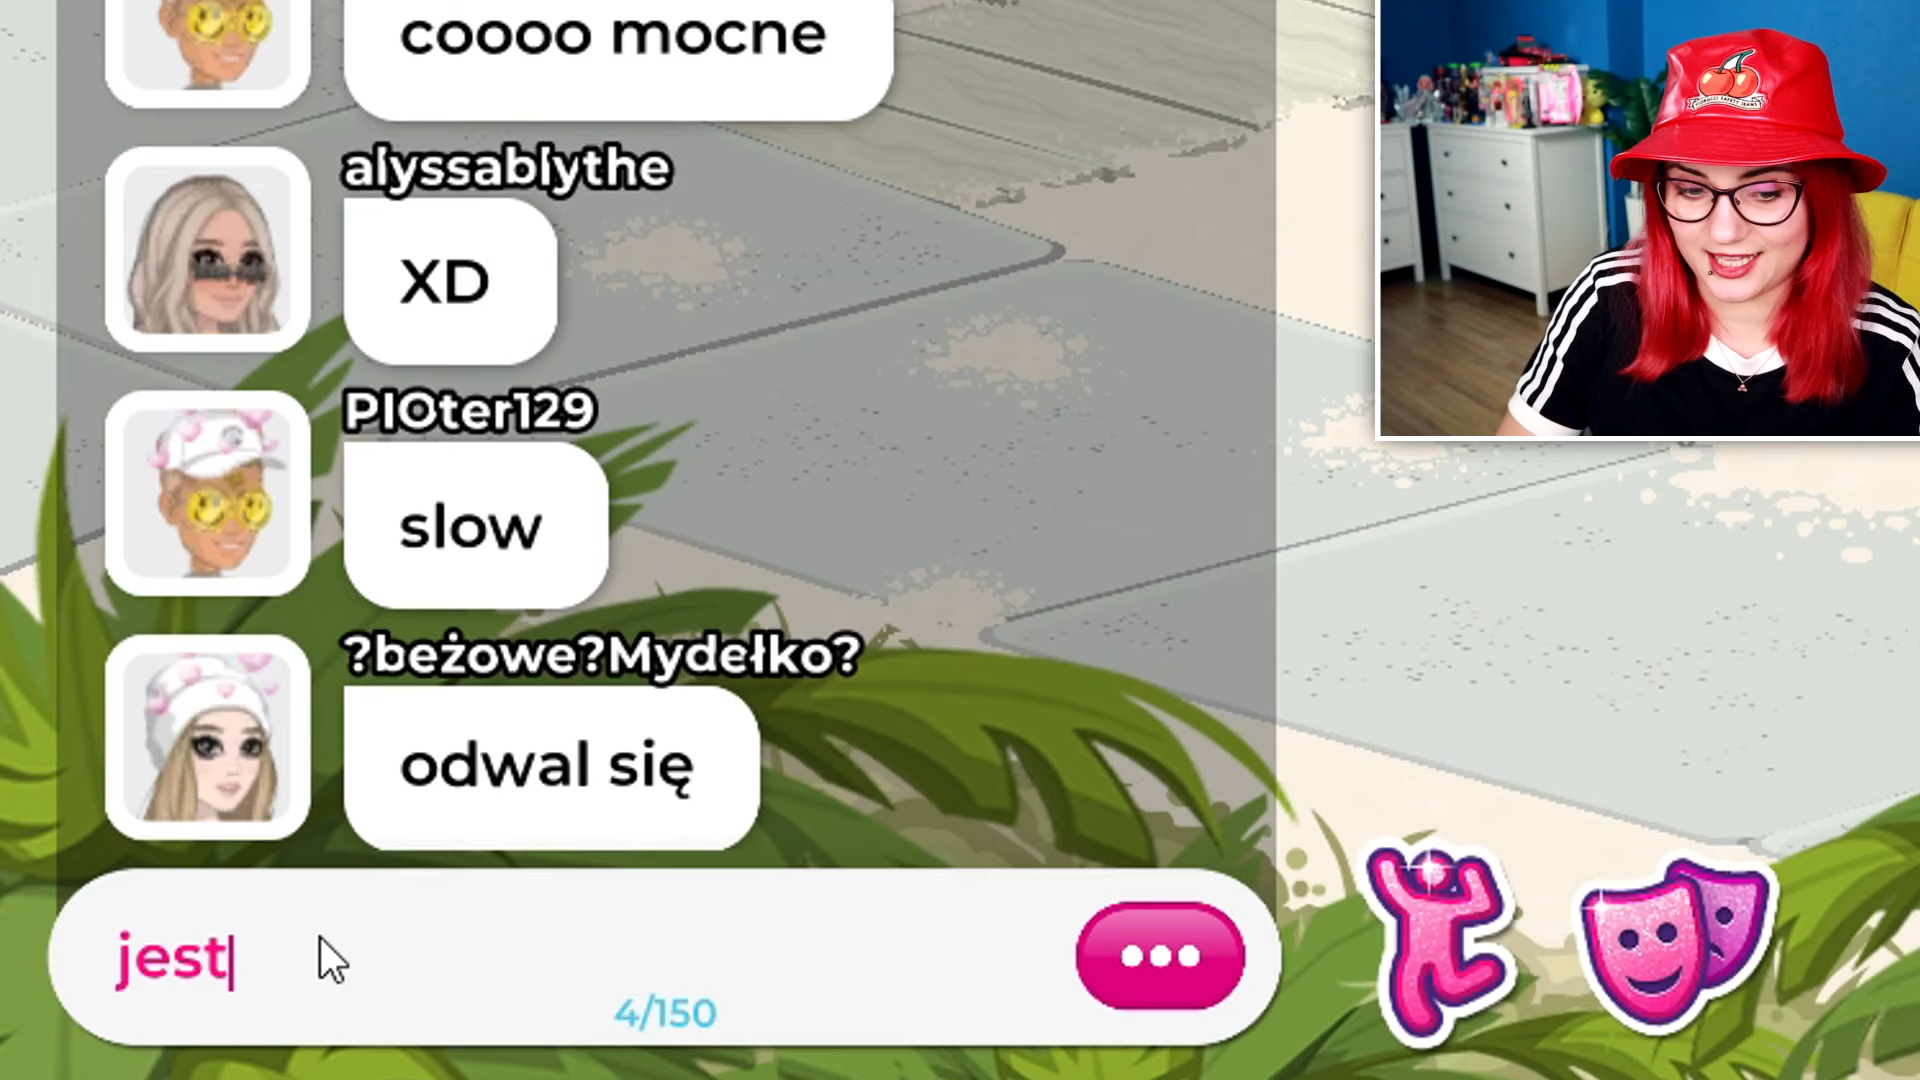 coooo mocne
alyssablythe
XD
PIOter129
slow
?beżowe?Mydełko?
odwal się
jest
4/150